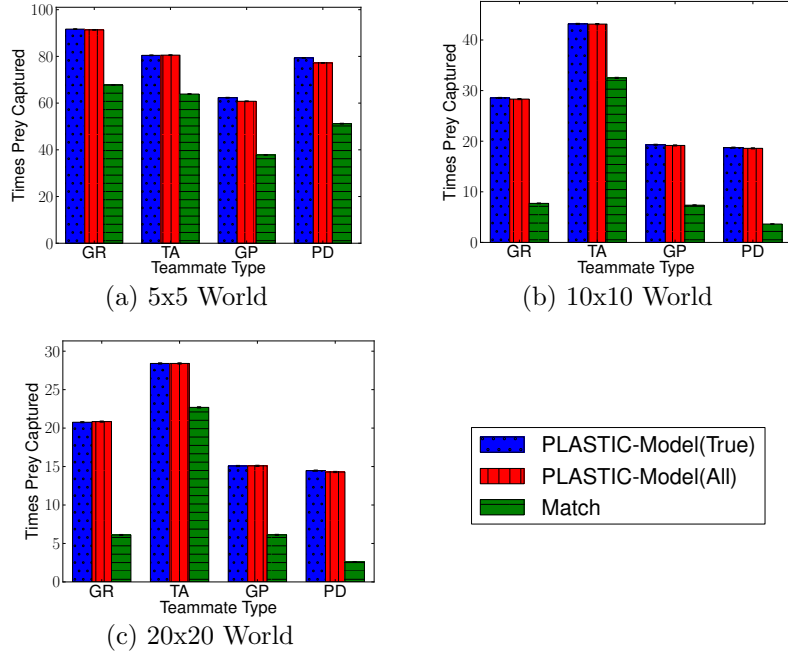 100
80
60
40
20
0
Times Prey Captured
GR TA GP PD
Teammate Type
(a) 5x5 World
40
30
20
10
0
Times Prey Captured
GR TA GP PD
Teammate Type
(b) 10x10 World
30
25
20
15
10
5
0
Times Prey Captured
GR TA GP PD
Teammate Type
(c) 20x20 World
PLASTIC-Model(True)
PLASTIC-Model(All)
Match